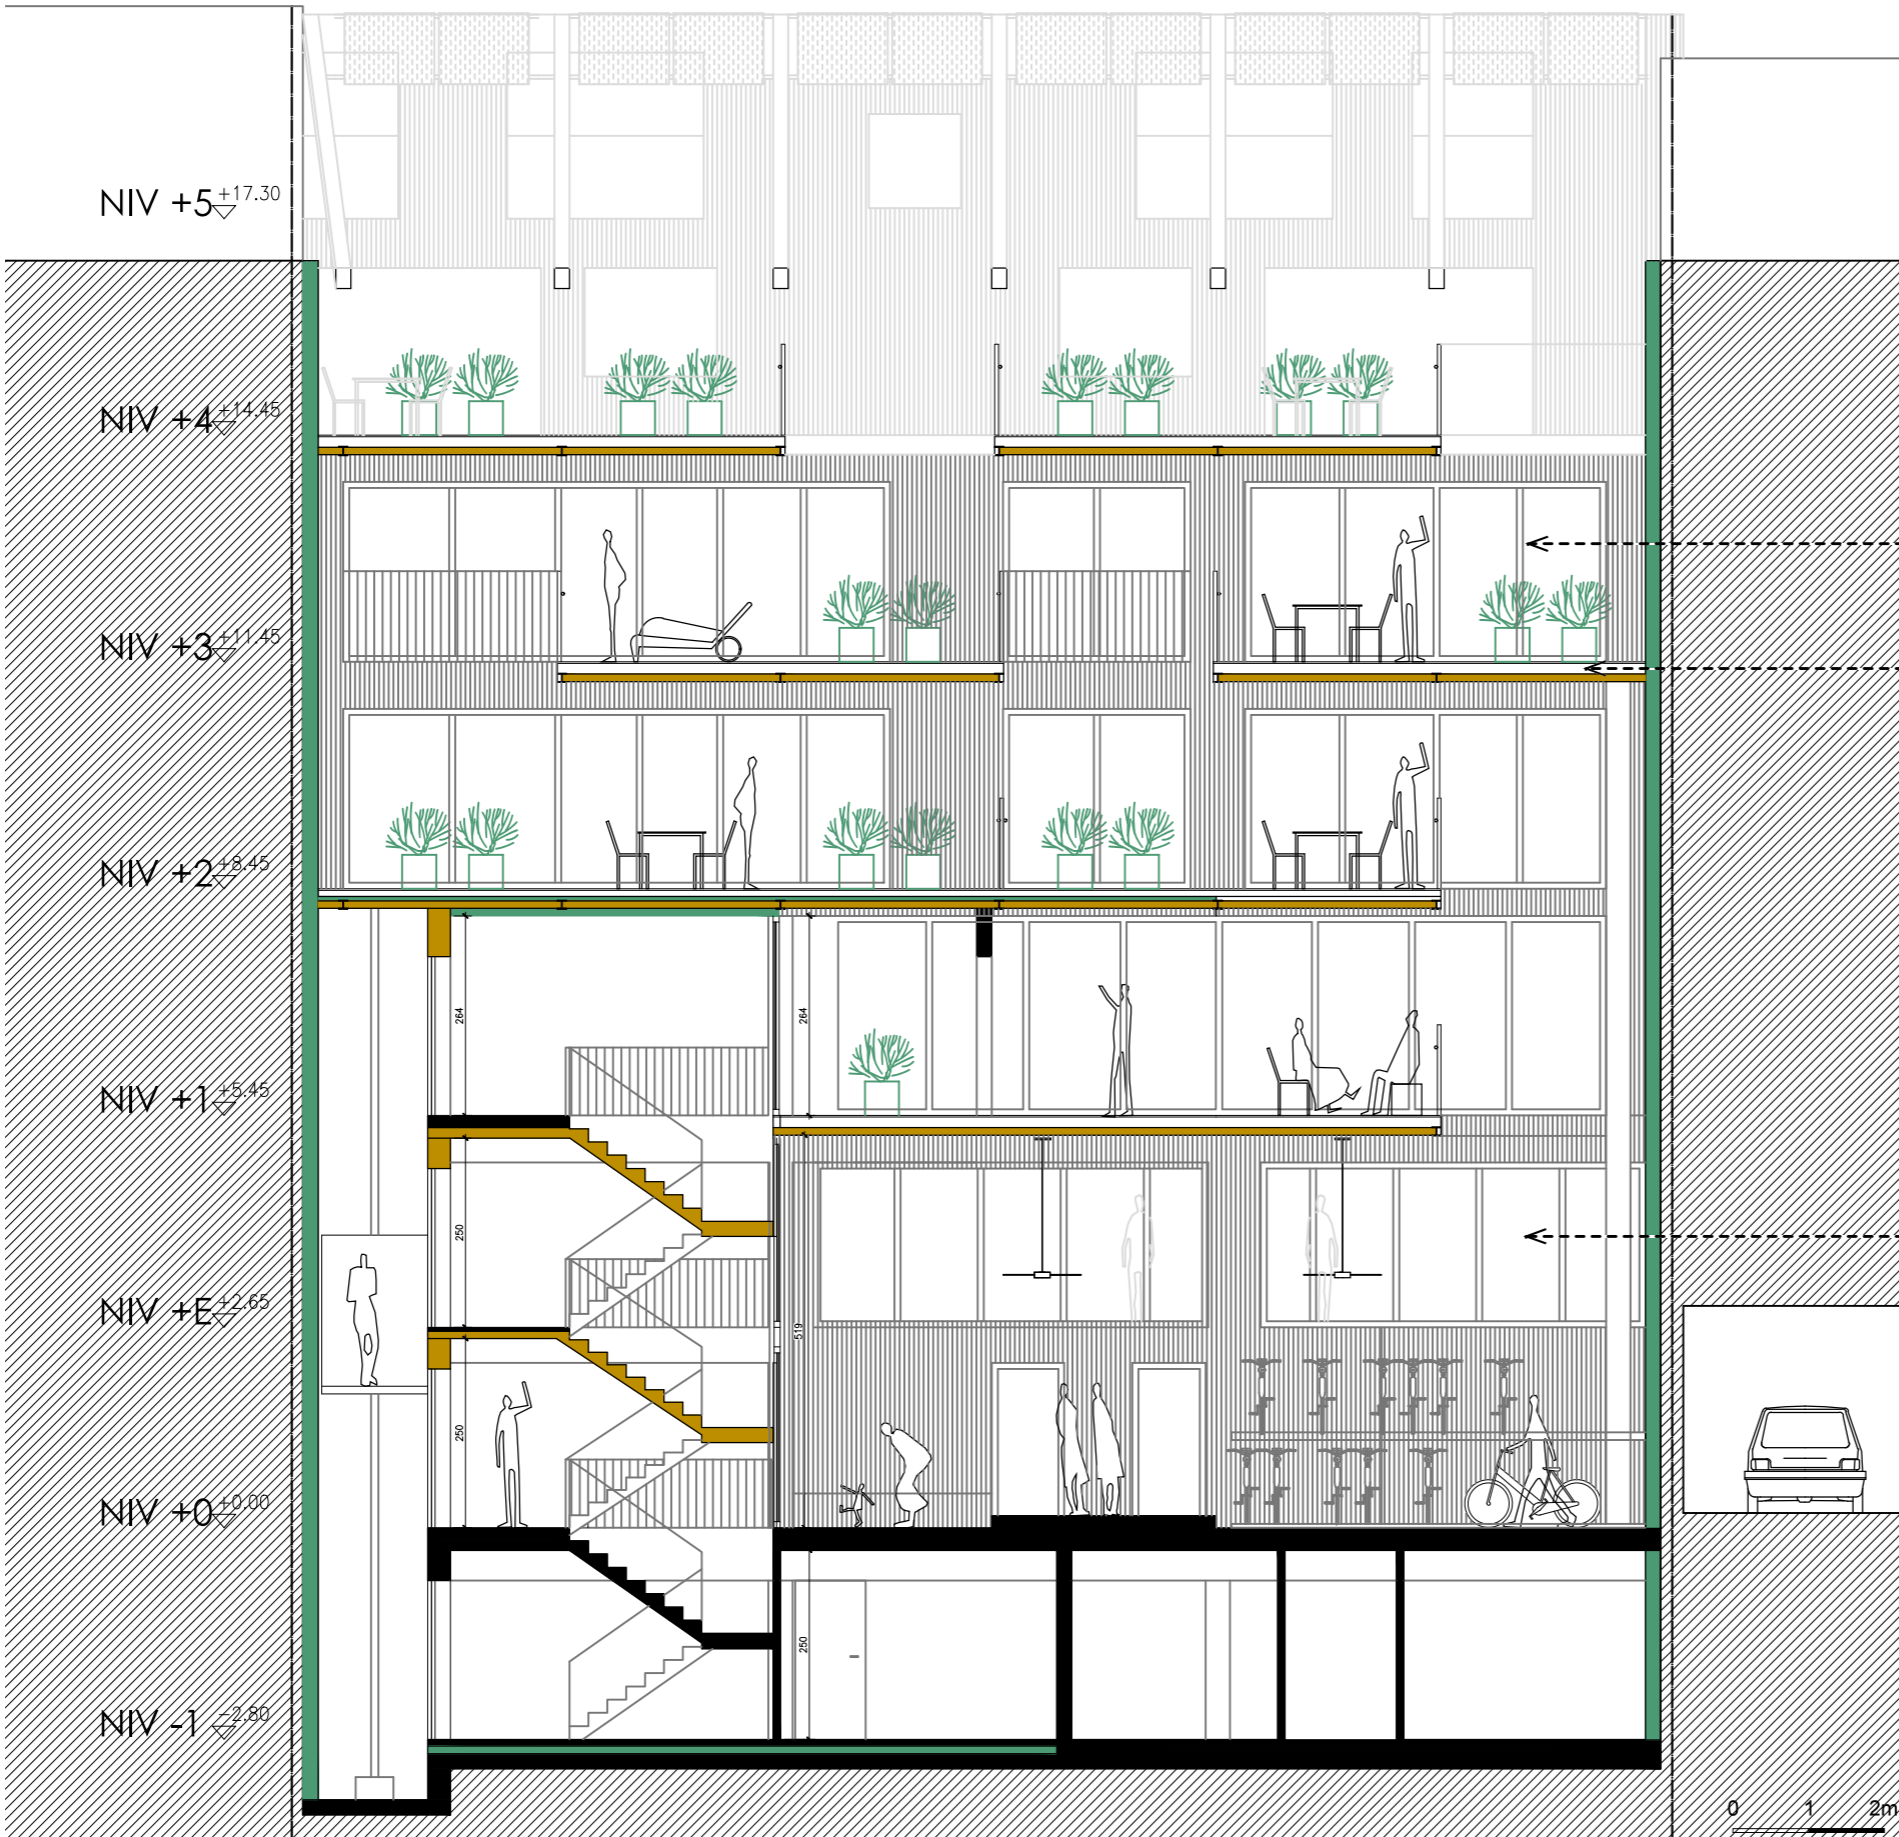 NIV +5 +17.30
NIV +4 +14.45
NIV +3 +11.45
NIV +2 +8.45
264
264
NIV +1 +5.45
250
NIV +E +2.65
519
250
NIV +0 +0.00
250
NIV -1 -2.80
0 1 2m